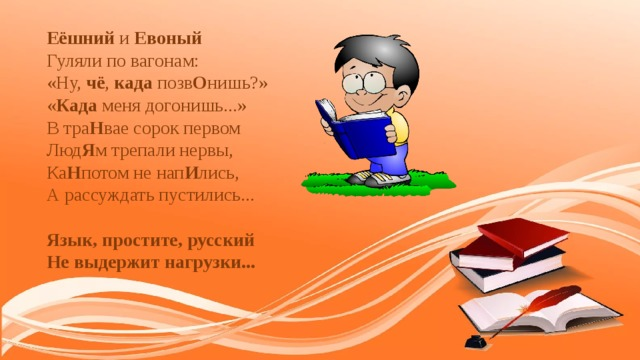 Еёшний и Евоный
Гуляли по вагонам:
«Ну, чё, када позвОнишь?»
«Када меня догонишь...»
В траНвае сорок первом
ЛюдЯм трепали нервы,
КаНпотом не напИлись,
А рассуждать пустились...
Язык, простите, русский
Не выдержит нагрузки...